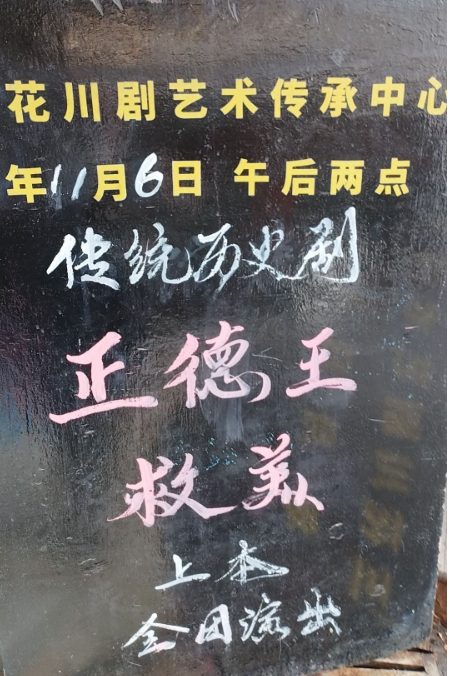 花川剧艺术传承中心
年11月6日 午后两点
传统历史剧
正德王
救美
上本
全团演出